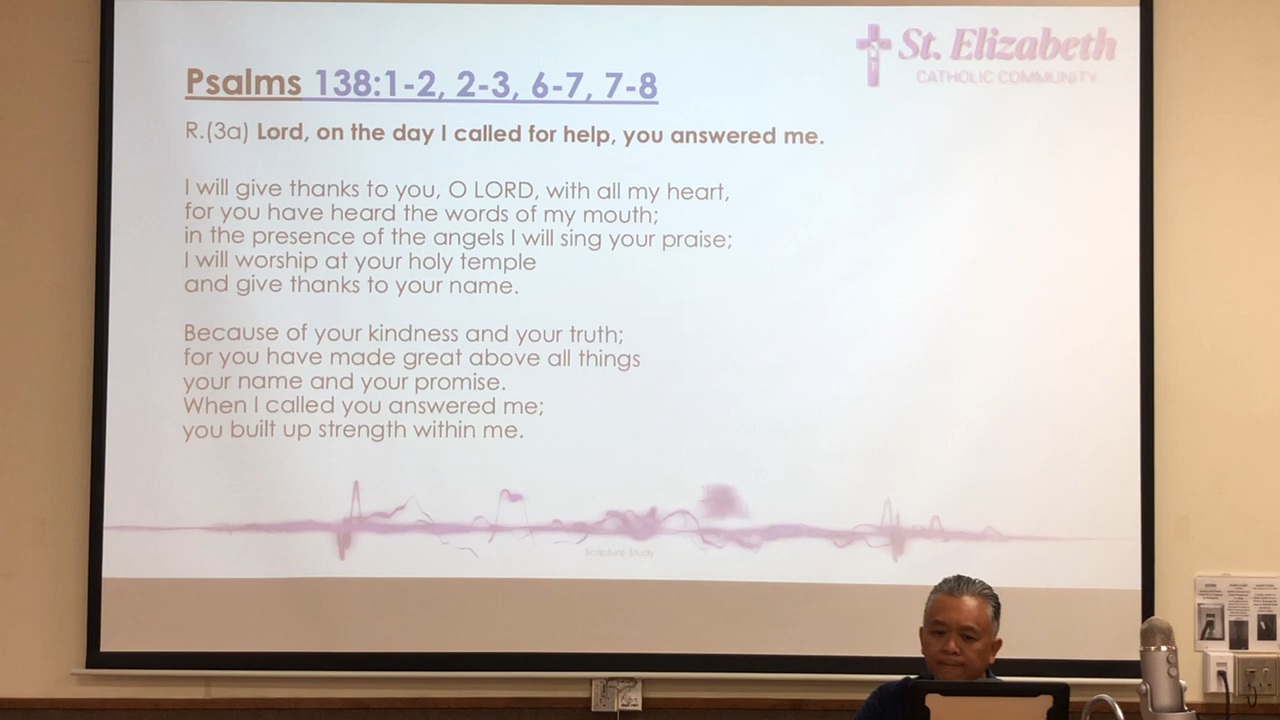 St. Elizabeth
CATHOLIC COMMUNITY
Psalms 138:1-2, 2-3, 6-7, 7-8
R.(3a) Lord, on the day I called for help, you answered me.
I will give thanks to you, O LORD, with all my heart,
for you have heard the words of my mouth;
in the presence of the angels I will sing your praise;
I will worship at your holy temple
and give thanks to your name.
Because of your kindness and your truth;
for you have made great above all things
your name and your promise.
When I called you answered me;
you built up strength within me.
Scripture Study